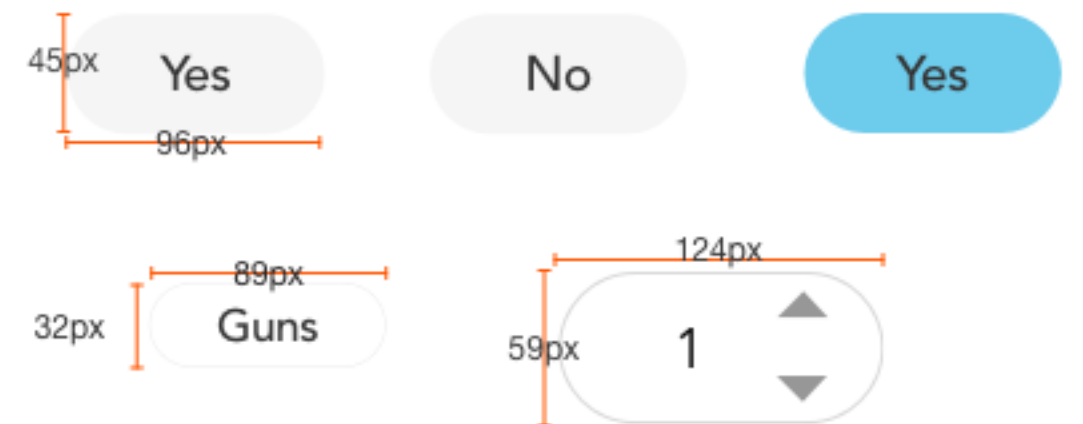 45px
Yes
No
Yes
96px
124px
89px
32px
Guns
59px
1